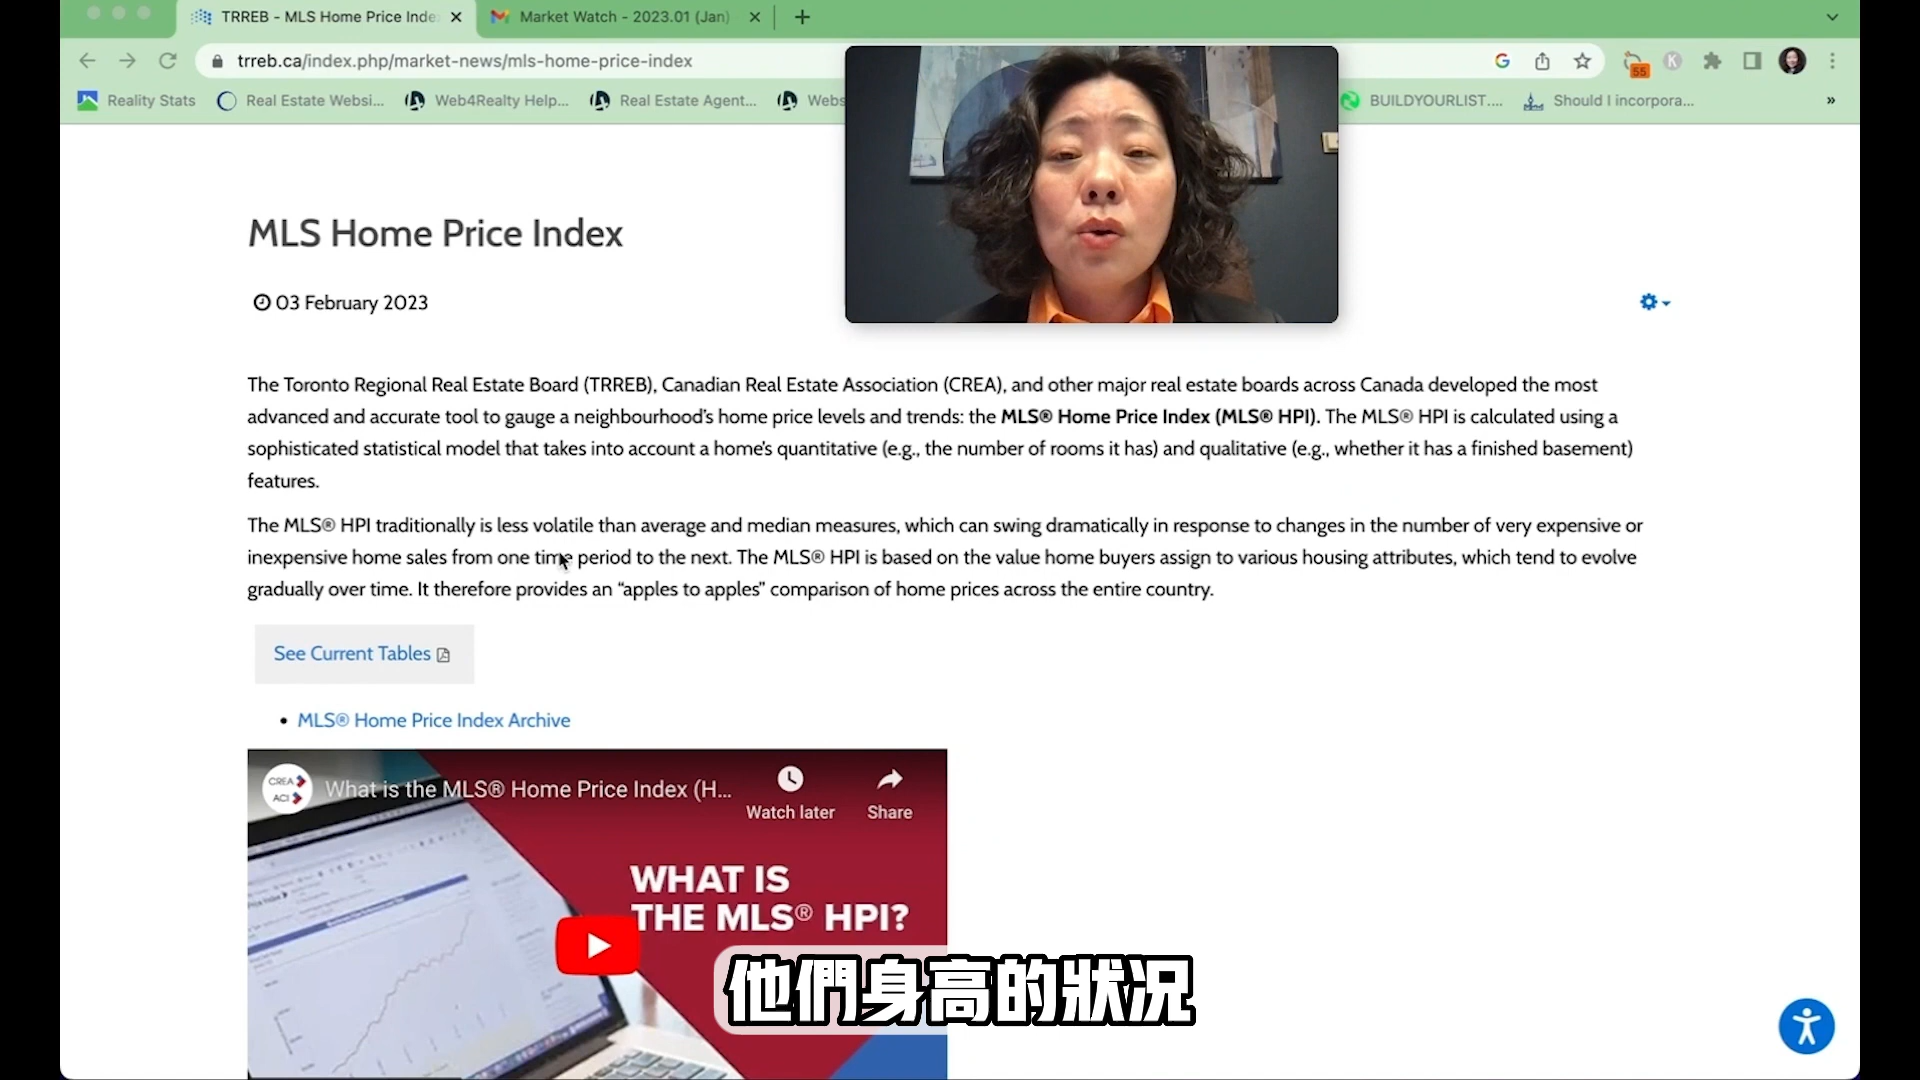 TRREB - MLS Home Price Inde
Market Watch - 2023.01 (Jan)
trreb.ca/index.php/market-news/mls-home-price-index
55
K
Reality Stats
Real Estate Websi...
Web4Realty Help...
Real Estate Agent...
Webs
BUILDYOURLIST....
Should I incorpora...
MLS Home Price Index
03 February 2023
The Toronto Regional Real Estate Board (TRREB), Canadian Real Estate Association (CREA), and other major real estate boards across Canada developed the most
advanced and accurate tool to gauge a neighbourhood's home price levels and trends: the MLS® Home Price Index (MLS® HPI). The MLS® HPI is calculated using a
sophisticated statistical model that takes into account a home's quantitative (e.g., the number of rooms it has) and qualitative (e.g., whether it has a finished basement)
features.
The MLS® HPI traditionally is less volatile than average and median measures, which can swing dramatically in response to changes in the number of very expensive or
inexpensive home sales from one time period to the next. The MLS® HPI is based on the value home buyers assign to various housing attributes, which tend to evolve
gradually over time. It therefore provides an “apples to apples” comparison of home prices across the entire country.
See Current Tables
• MLS® Home Price Index Archive
CREA
ACI
What is the MLS® Home Price Index (H...
Watch later
Share
WHAT IS
THE MLS® HPI?
他們身高的狀況